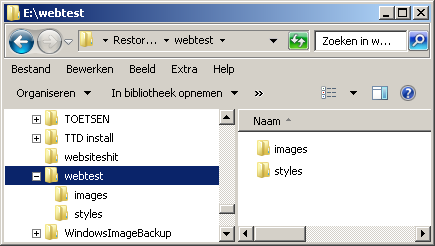 E:\webtest
Restor... webtest Zoeken in w...
Bestand Bewerken Beeld Extra Help
Organiseren In bibliotheek opnemen »
TOETSEN
TTD install
websiteshit
webtest
images
styles
WindowsImageBackup
Naam
images
styles